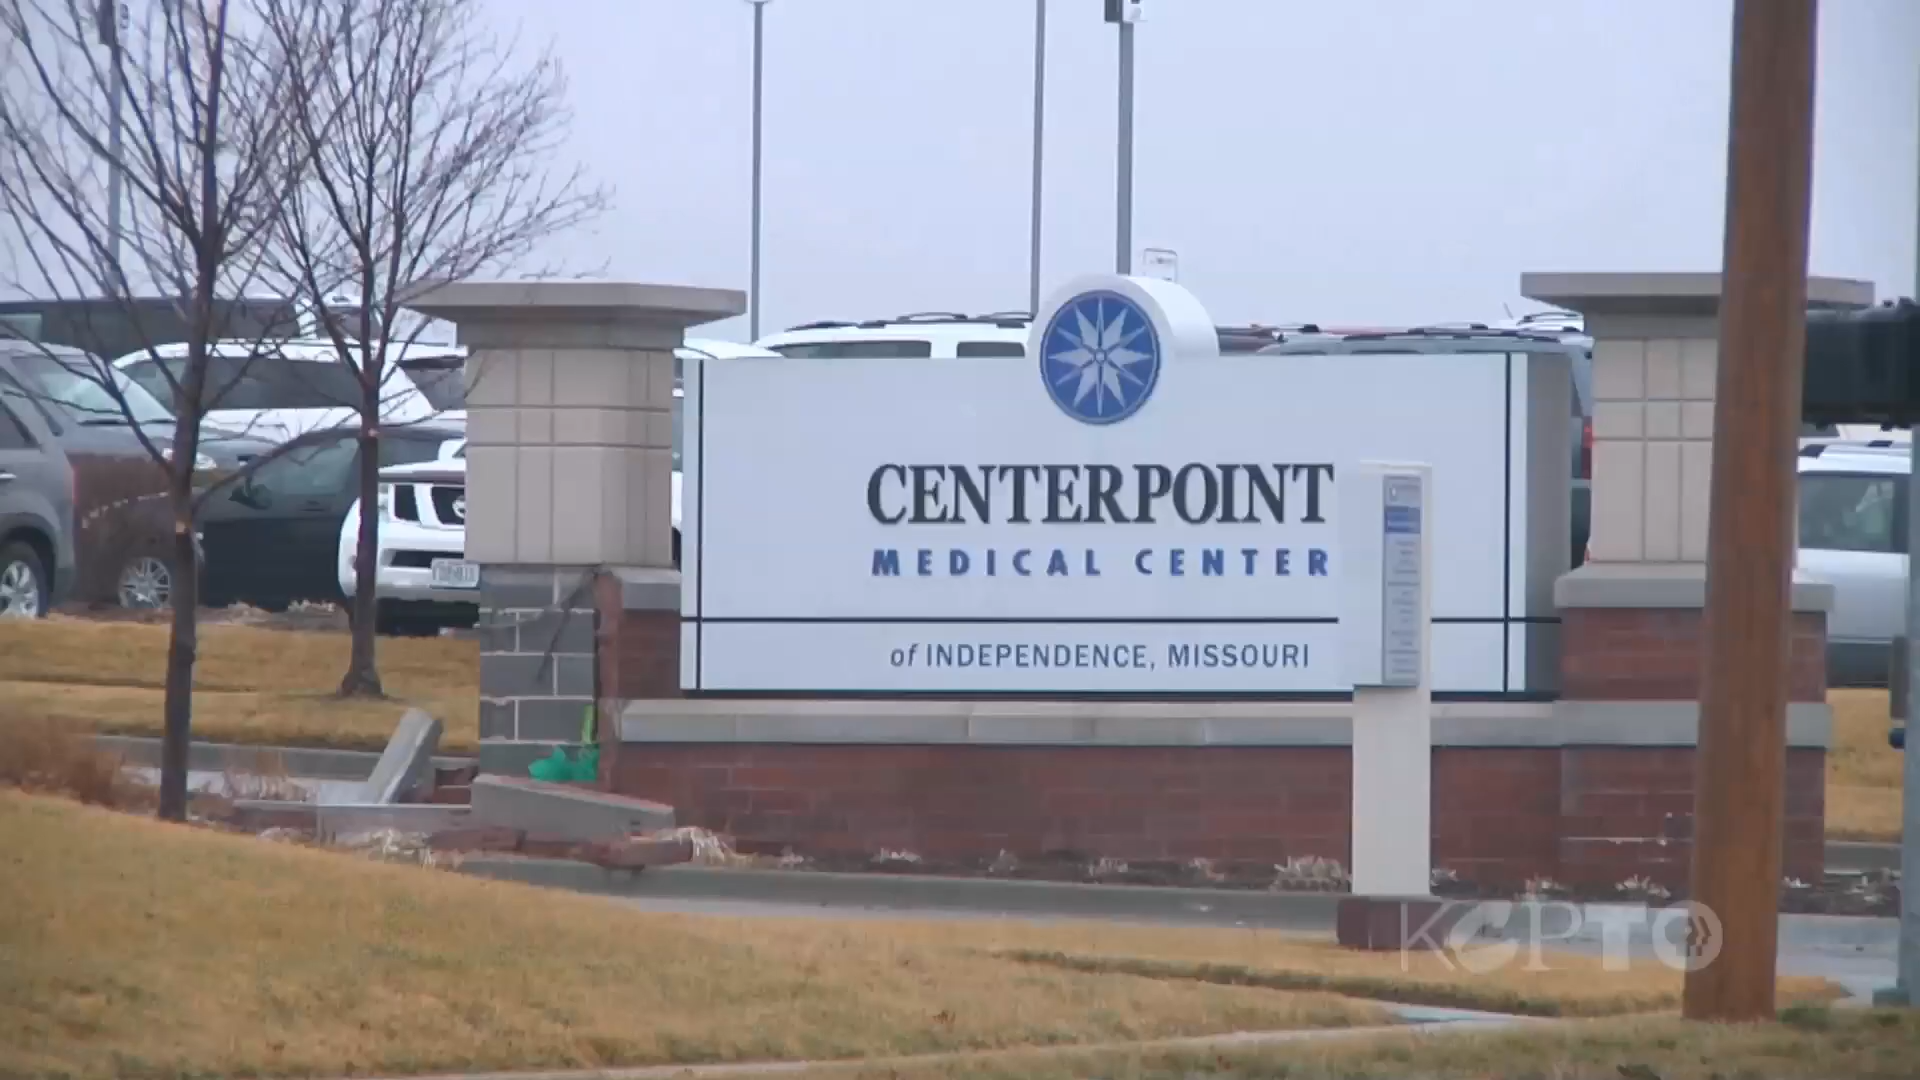 CENTERPOINT
MEDICAL CENTER
of INDEPENDENCE, MISSOURI
KCPT